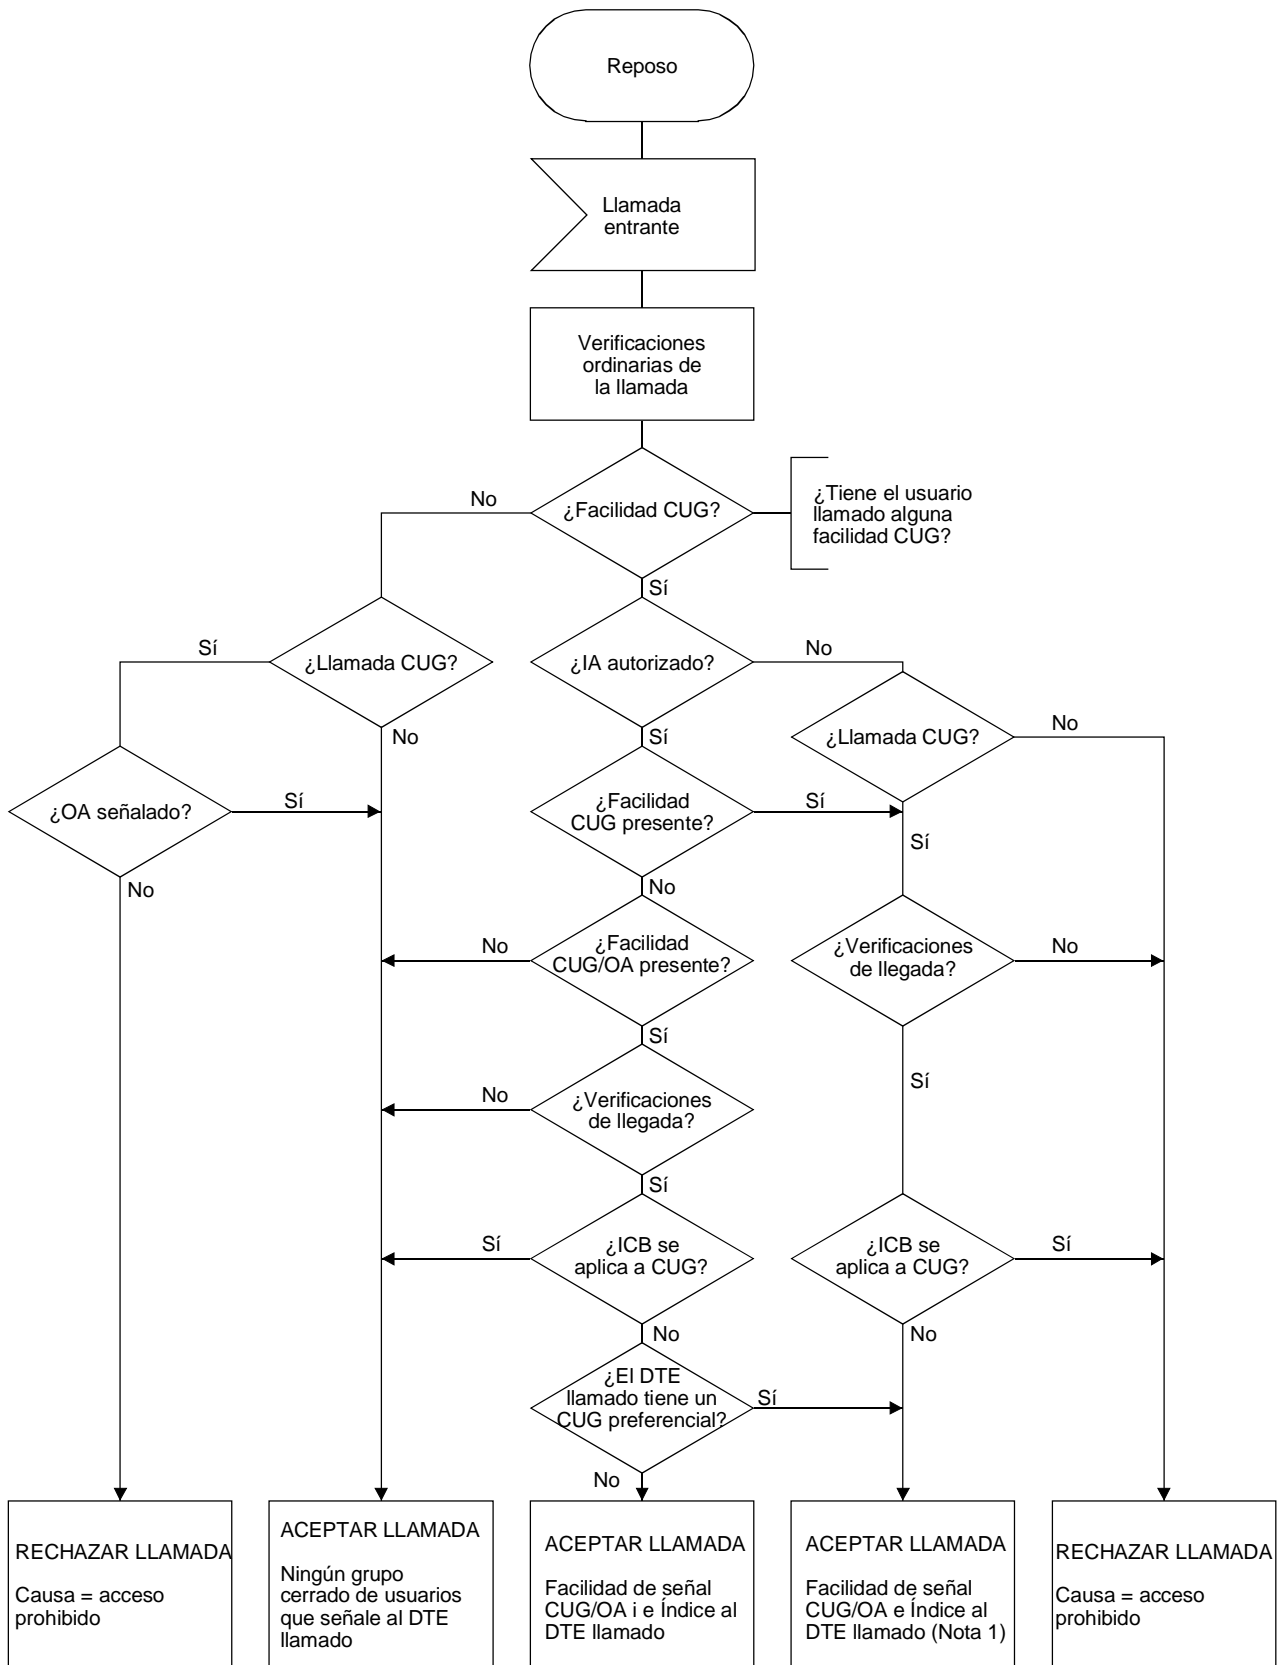 Reposo
Llamada
entrante
Verificaciones
ordinarias de
la llamada
No
¿Facilidad CUG?
¿Tiene el usuario
llamado alguna
facilidad CUG?
Sí
Sí
¿Llamada CUG?
¿IA autorizado?
No
No
Sí
¿Llamada CUG?
No
¿OA señalado?
Sí
¿Facilidad
CUG presente?
Sí
Sí
No
No
No
¿Facilidad
CUG/OA presente?
¿Verificaciones
de llegada?
No
Sí
No
¿Verificaciones
de llegada?
Sí
Sí
Sí
¿ICB se
aplica a CUG?
¿ICB se
aplica a CUG?
Sí
No
No
¿El DTE
llamado tiene un
CUG preferencial?
Sí
No
RECHAZAR LLAMADA
Causa = acceso
prohibido
ACEPTAR LLAMADA
Ningún grupo
cerrado de usuarios
que señale al DTE
llamado
ACEPTAR LLAMADA
Facilidad de señal
CUG/OA i e Índice al
DTE llamado
ACEPTAR LLAMADA
Facilidad de señal
CUG/OA e Índice al
DTE llamado (Nota 1)
RECHAZAR LLAMADA
Causa = acceso
prohibido